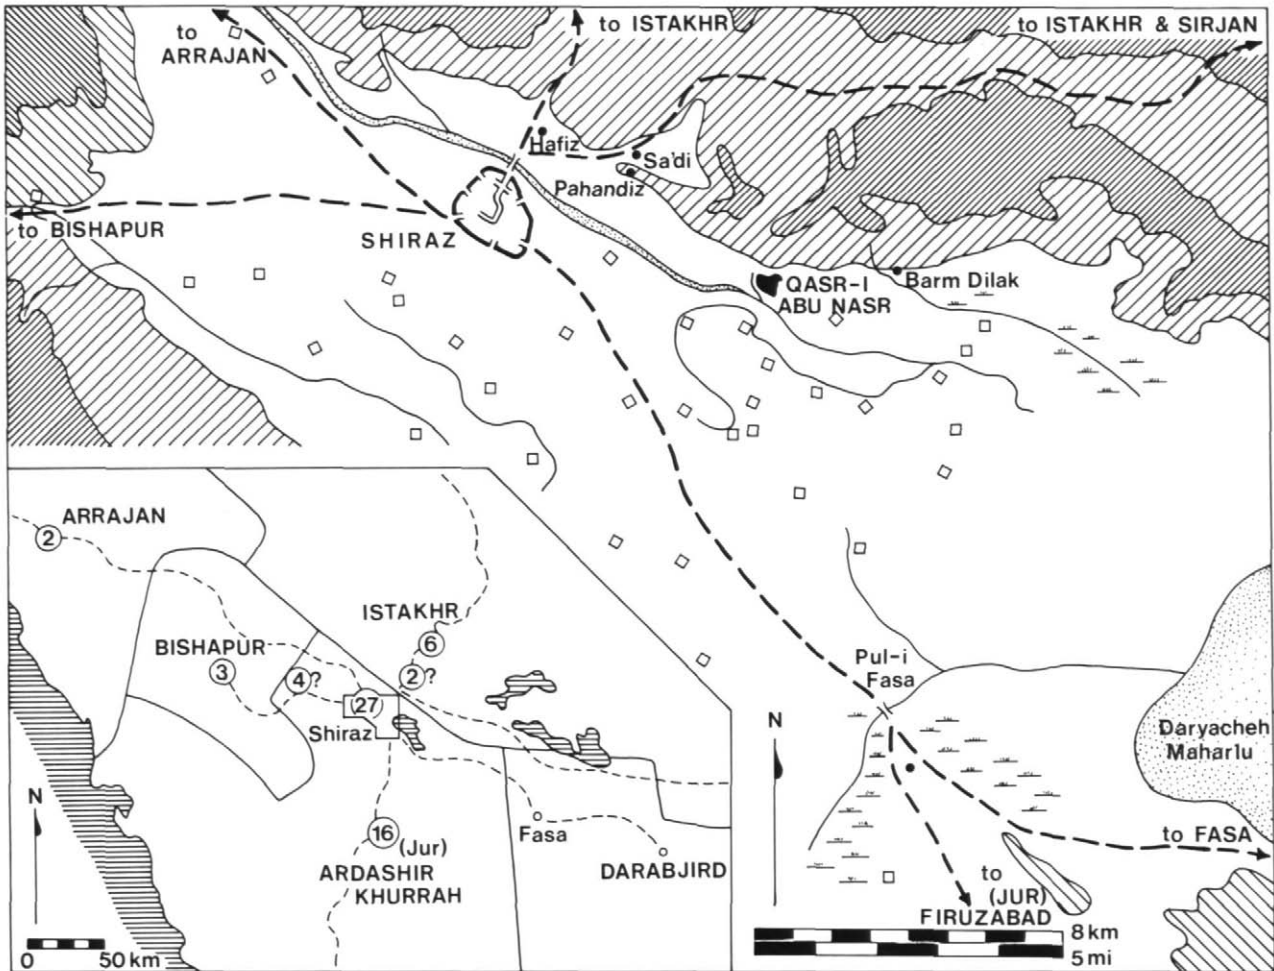 to
ARRAJAN
to ISTAKHR
to ISTAKHR & SIRJAN
Hafiz
Sa'di
Pahandiz
to BISHAPUR
SHIRAZ
QASR-I
ABU NASR
Barm Dilak
ARRAJAN
2
ISTAKHR
6
BISHAPUR
3
4?
2?
27
Shiraz
N
16
(Jur)
ARDASHIR
KHURRAH
Fasa
DARABJIRD
0 50 km
Pul-i
Fasa
N
Daryacheh
Maharlu
to FASA
to
(JUR)
FIRUZABAD
8 km
5 mi